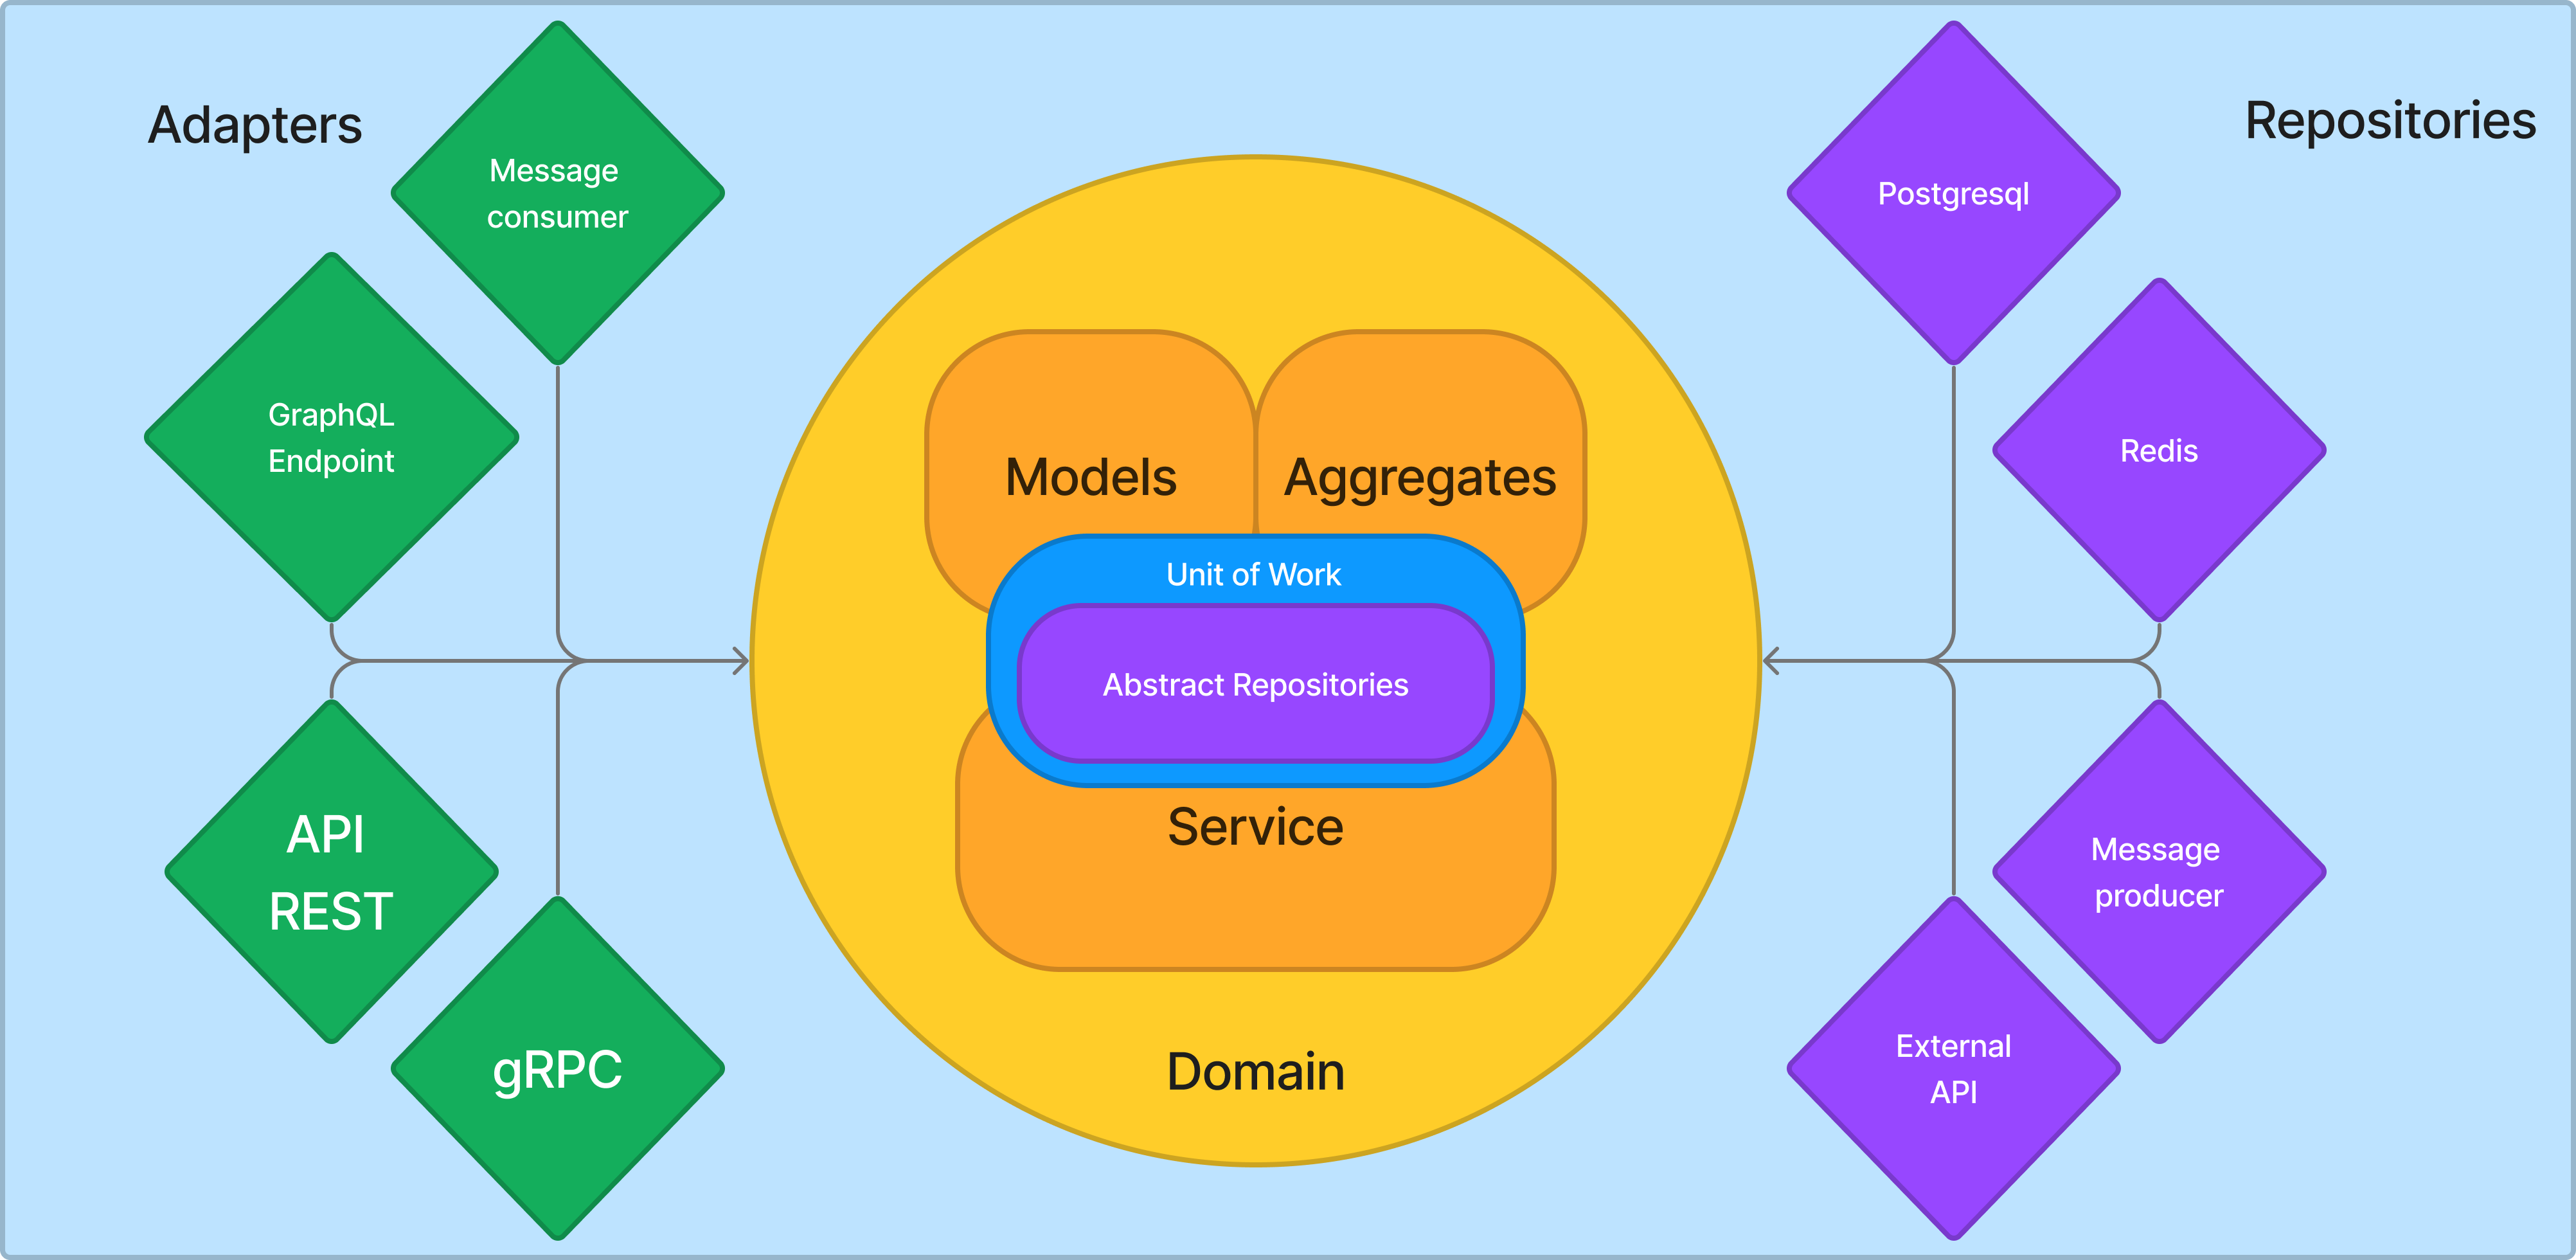 Adapters
Message
consumer
GraphQL
Endpoint
API
REST
gRPC
Models
Aggregates
Unit of Work
Abstract Repositories
Service
Domain
Repositories
Postgresql
Redis
Message
producer
External
API